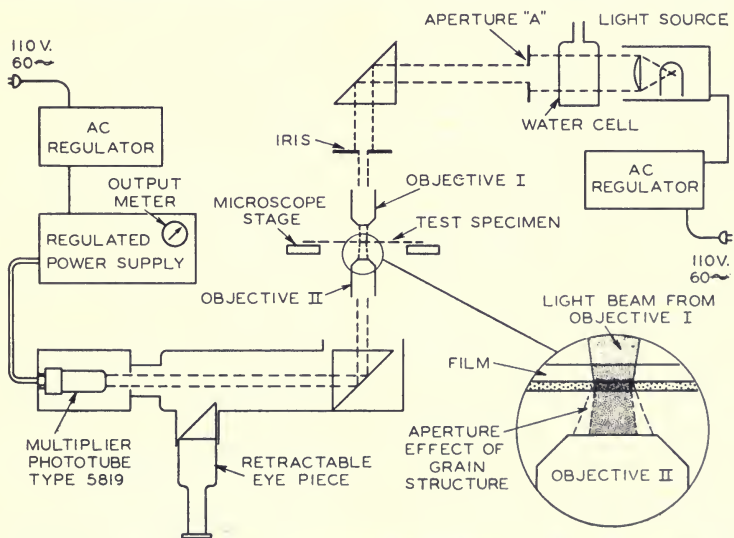 APERTURE "A"
LIGHT SOURCE
110 V.
60~
AC
REGULATOR
WATER CELL
IRIS
OUTPUT
METER
OBJECTIVE I
AC
REGULATOR
MICROSCOPE
STAGE
TEST SPECIMEN
REGULATED
POWER SUPPLY
110 V.
60~
OBJECTIVE II
LIGHT BEAM FROM
OBJECTIVE I
FILM
MULTIPLIER
PHOTOTUBE
TYPE 5819
RETRACTABLE
EYE PIECE
APERTURE
EFFECT OF
GRAIN
STRUCTURE
OBJECTIVE II